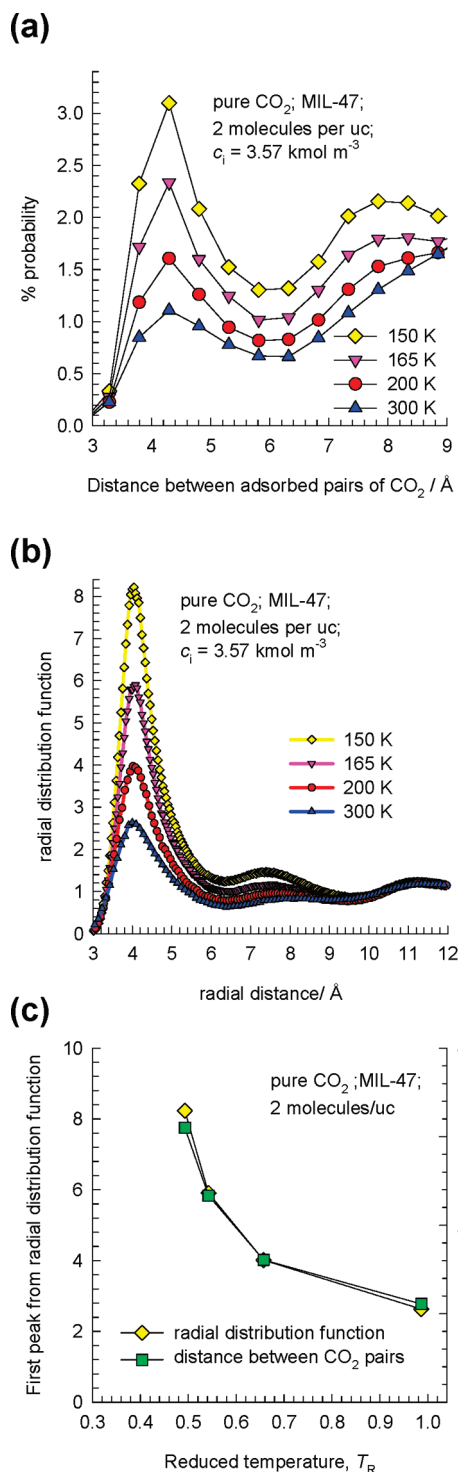 (a)
pure CO₂; MIL-47;
2 molecules per uc;
cᵢ = 3.57 kmol m⁻³
% probability
3.0
2.5
2.0
1.5
1.0
0.5
0.0
150 K
165 K
200 K
300 K
3 4 5 6 7 8 9
Distance between adsorbed pairs of CO₂ / Å
(b)
pure CO₂; MIL-47;
2 molecules per uc;
cᵢ = 3.57 kmol m⁻³
radial distribution function
8
7
6
5
4
3
2
1
0
150 K
165 K
200 K
300 K
3 4 5 6 7 8 9 10 11 12
radial distance/ Å
(c)
pure CO₂ ;MIL-47;
2 molecules/uc
First peak from radial distribution function
10
8
6
4
2
0
radial distribution function
distance between CO₂ pairs
0.3 0.4 0.5 0.6 0.7 0.8 0.9 1.0
Reduced temperature, T_R